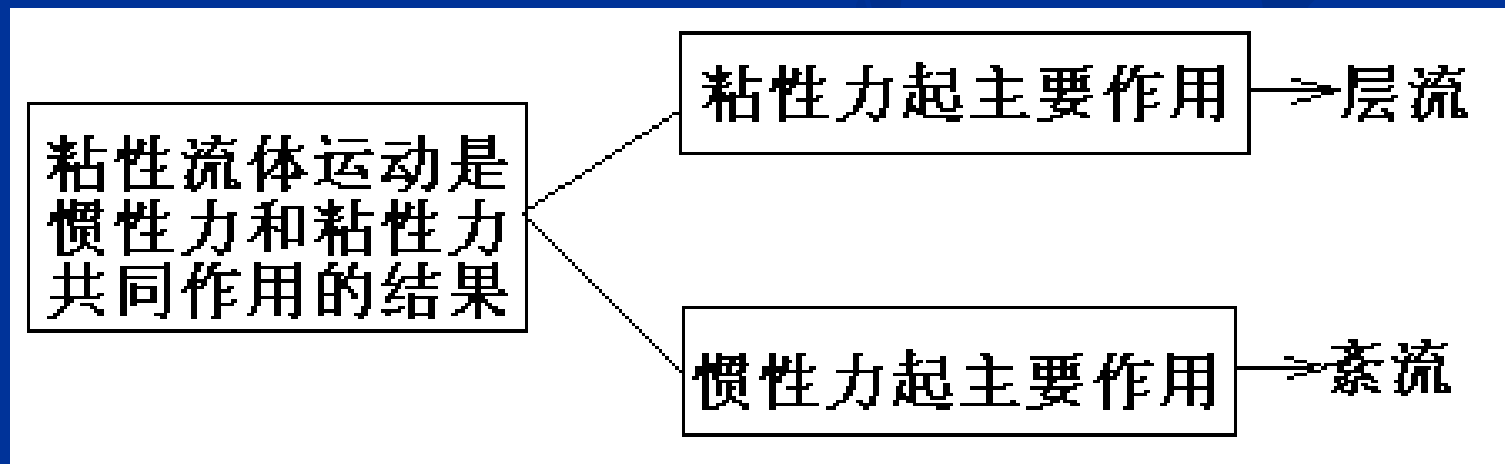 粘性流体运动是
惯性力和粘性力
共同作用的结果
粘性力起主要作用
层流
惯性力起主要作用
紊流